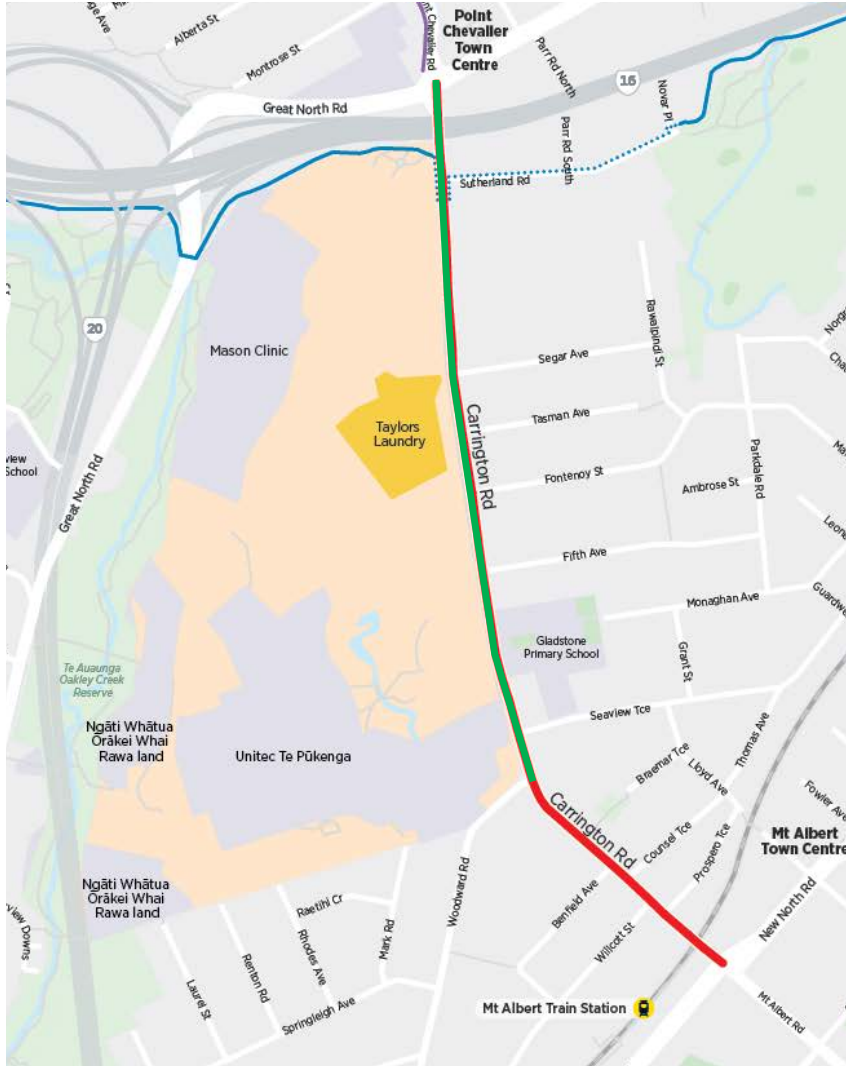 Alberta St
Montrose St
Point
Chevalier
Town
Centre
Great North Rd
16
Parr Rd North
Parr Rd South
Novar Pl
Sutherland Rd
20
Mason Clinic
Segar Ave
Rawalpindi St
Taylors
Laundry
Carrington Rd
Tasman Ave
Fontenoy St
Ambrose St
Parkdale Rd
Great North Rd
School
Fifth Ave
Monaghan Ave
Gladstone
Primary School
Grant St
Te Auaunga
Oakley Creek
Reserve
Seaview Tce
Ngāti Whātua
Ōrākei Whai
Rawa land
Unitec Te Pūkenga
Braemar Tce
Lloyd Ave
Thomas Ave
Carrington Rd
Counsel Tce
Prospero Tce
Fowler Ave
Mt Albert
Town Centre
Ngāti Whātua
Ōrākei Whai
Rawa land
Woodward Rd
Benfield Ave
Willcott St
New North Rd
Raetihi Cr
Mark Rd
Rhodes Ave
Renton Rd
Laurel St
Springleigh Ave
view Downs
Mt Albert Train Station
Mt Albert Rd